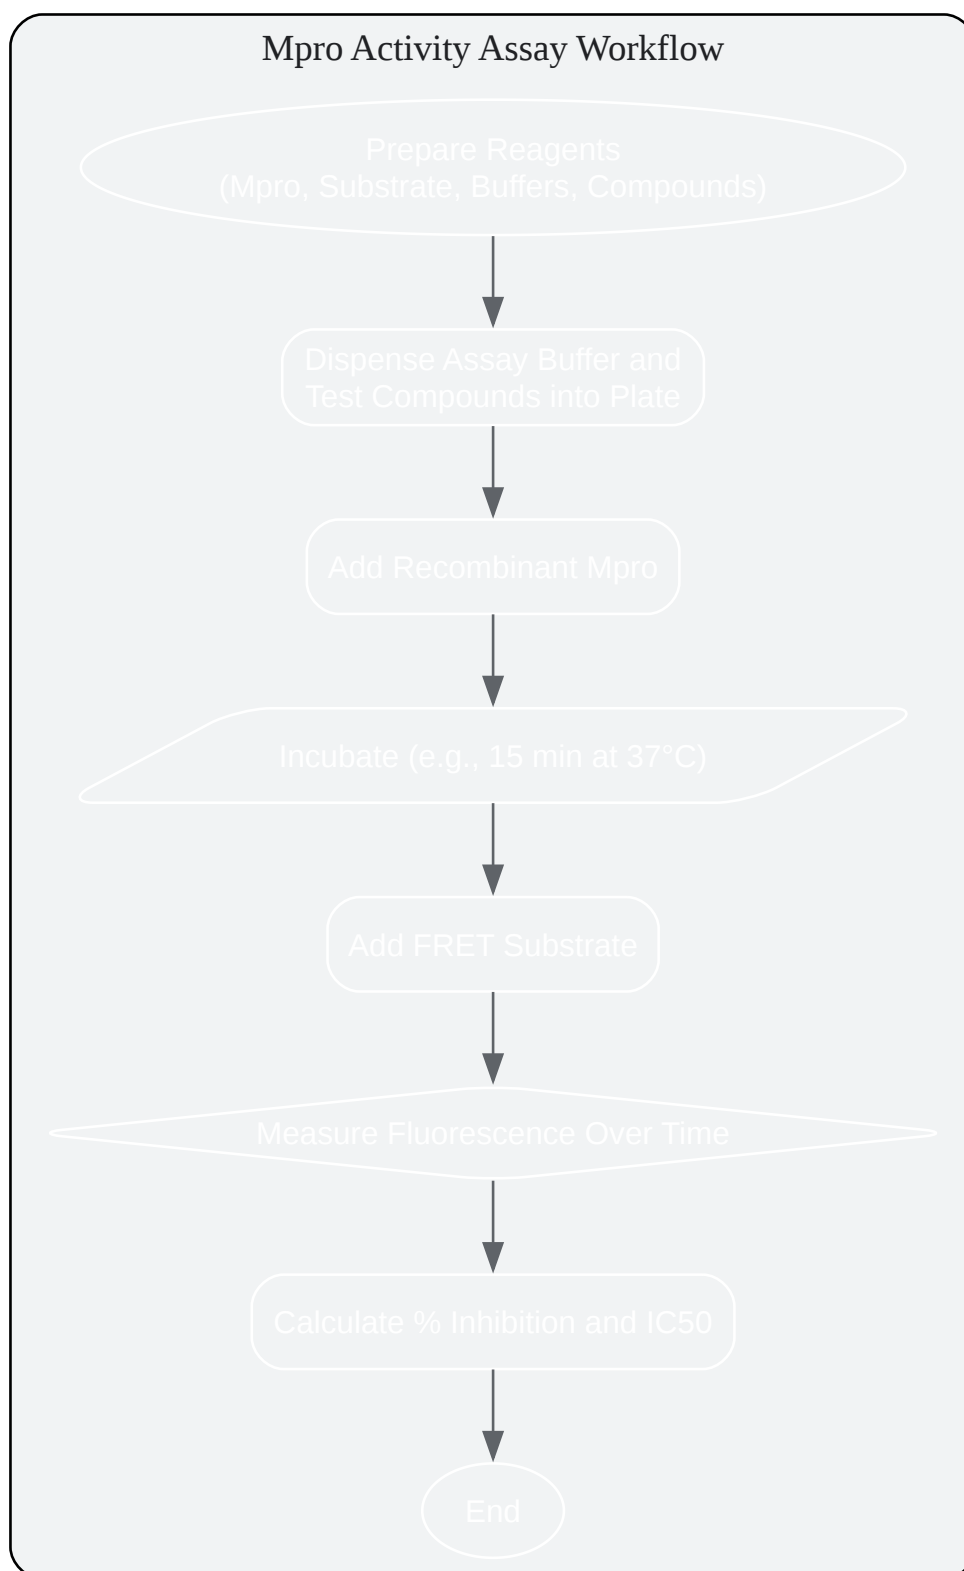 Mpro Activity Assay Workflow
Prepare Reagents
(Mpro, Substrate, Buffers, Compounds)
Dispense Assay Buffer and
Test Compounds into Plate
Add Recombinant Mpro
Incubate (e.g., 15 min at 37°C)
Add FRET Substrate
Measure Fluorescence Over Time
Calculate % Inhibition and IC50
End